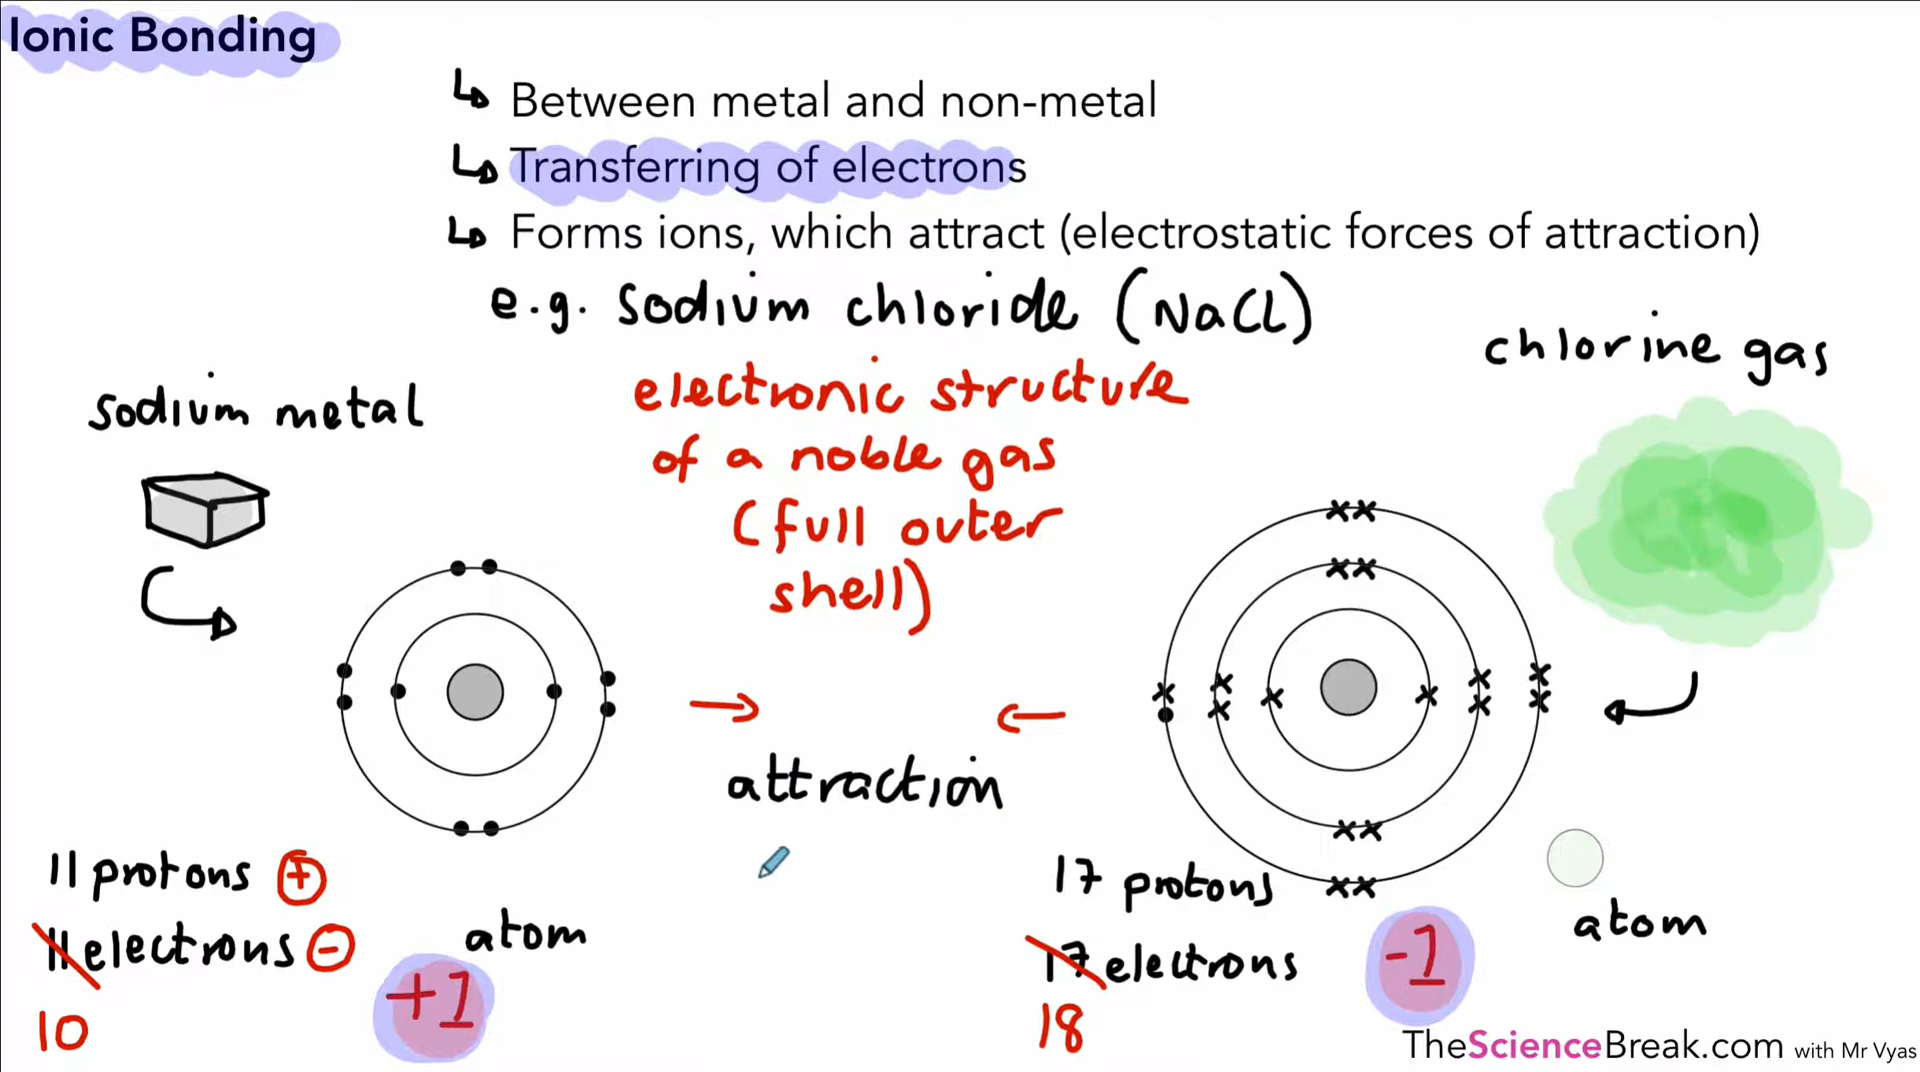 Ionic Bonding
Between metal and non-metal
Transferring of electrons
Forms ions, which attract (electrostatic forces of attraction)
e.g. sodium chloride (NaCl)
chlorine gas
sodium metal
electronic structure
of a noble gas
(full outer
shell)
attraction
11 protons +
11 electrons -
10
atom
+1
17 protons
17 electrons
18
-1
atom
TheScienceBreak.com with Mr Vyas